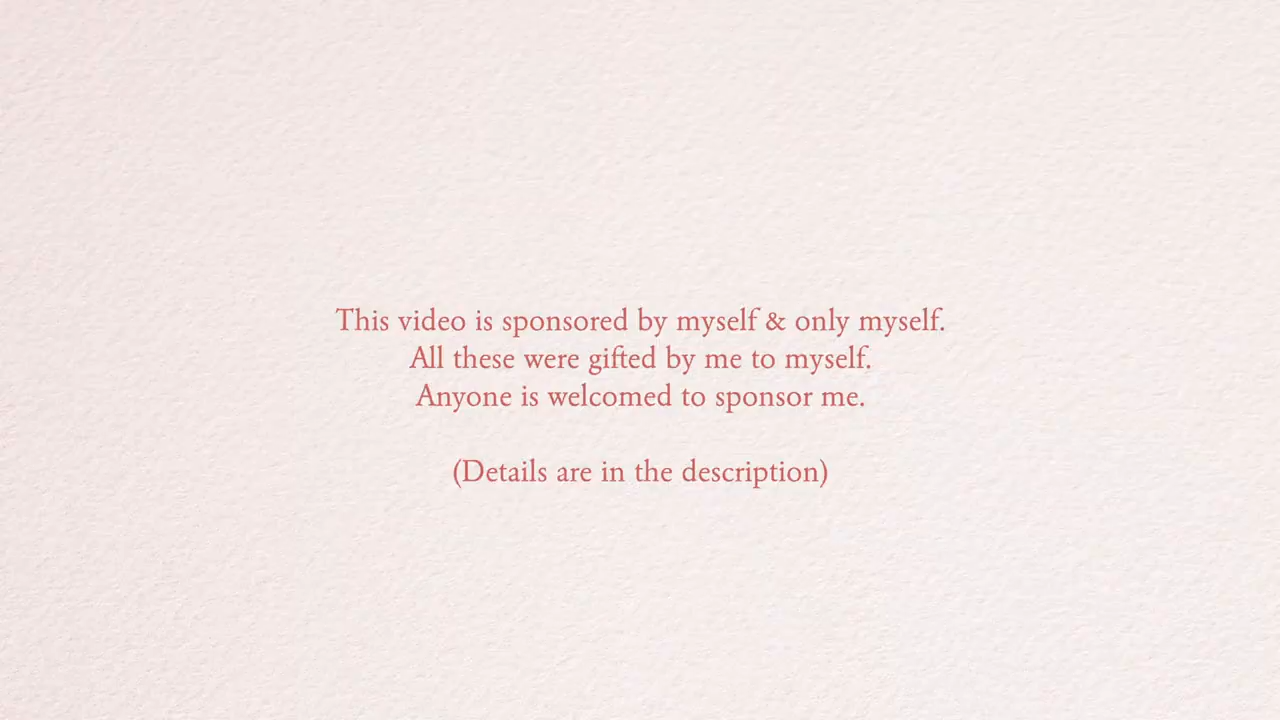 This video is sponsored by myself & only myself.
All these were gifted by me to myself.
Anyone is welcomed to sponsor me.
(Details are in the description)